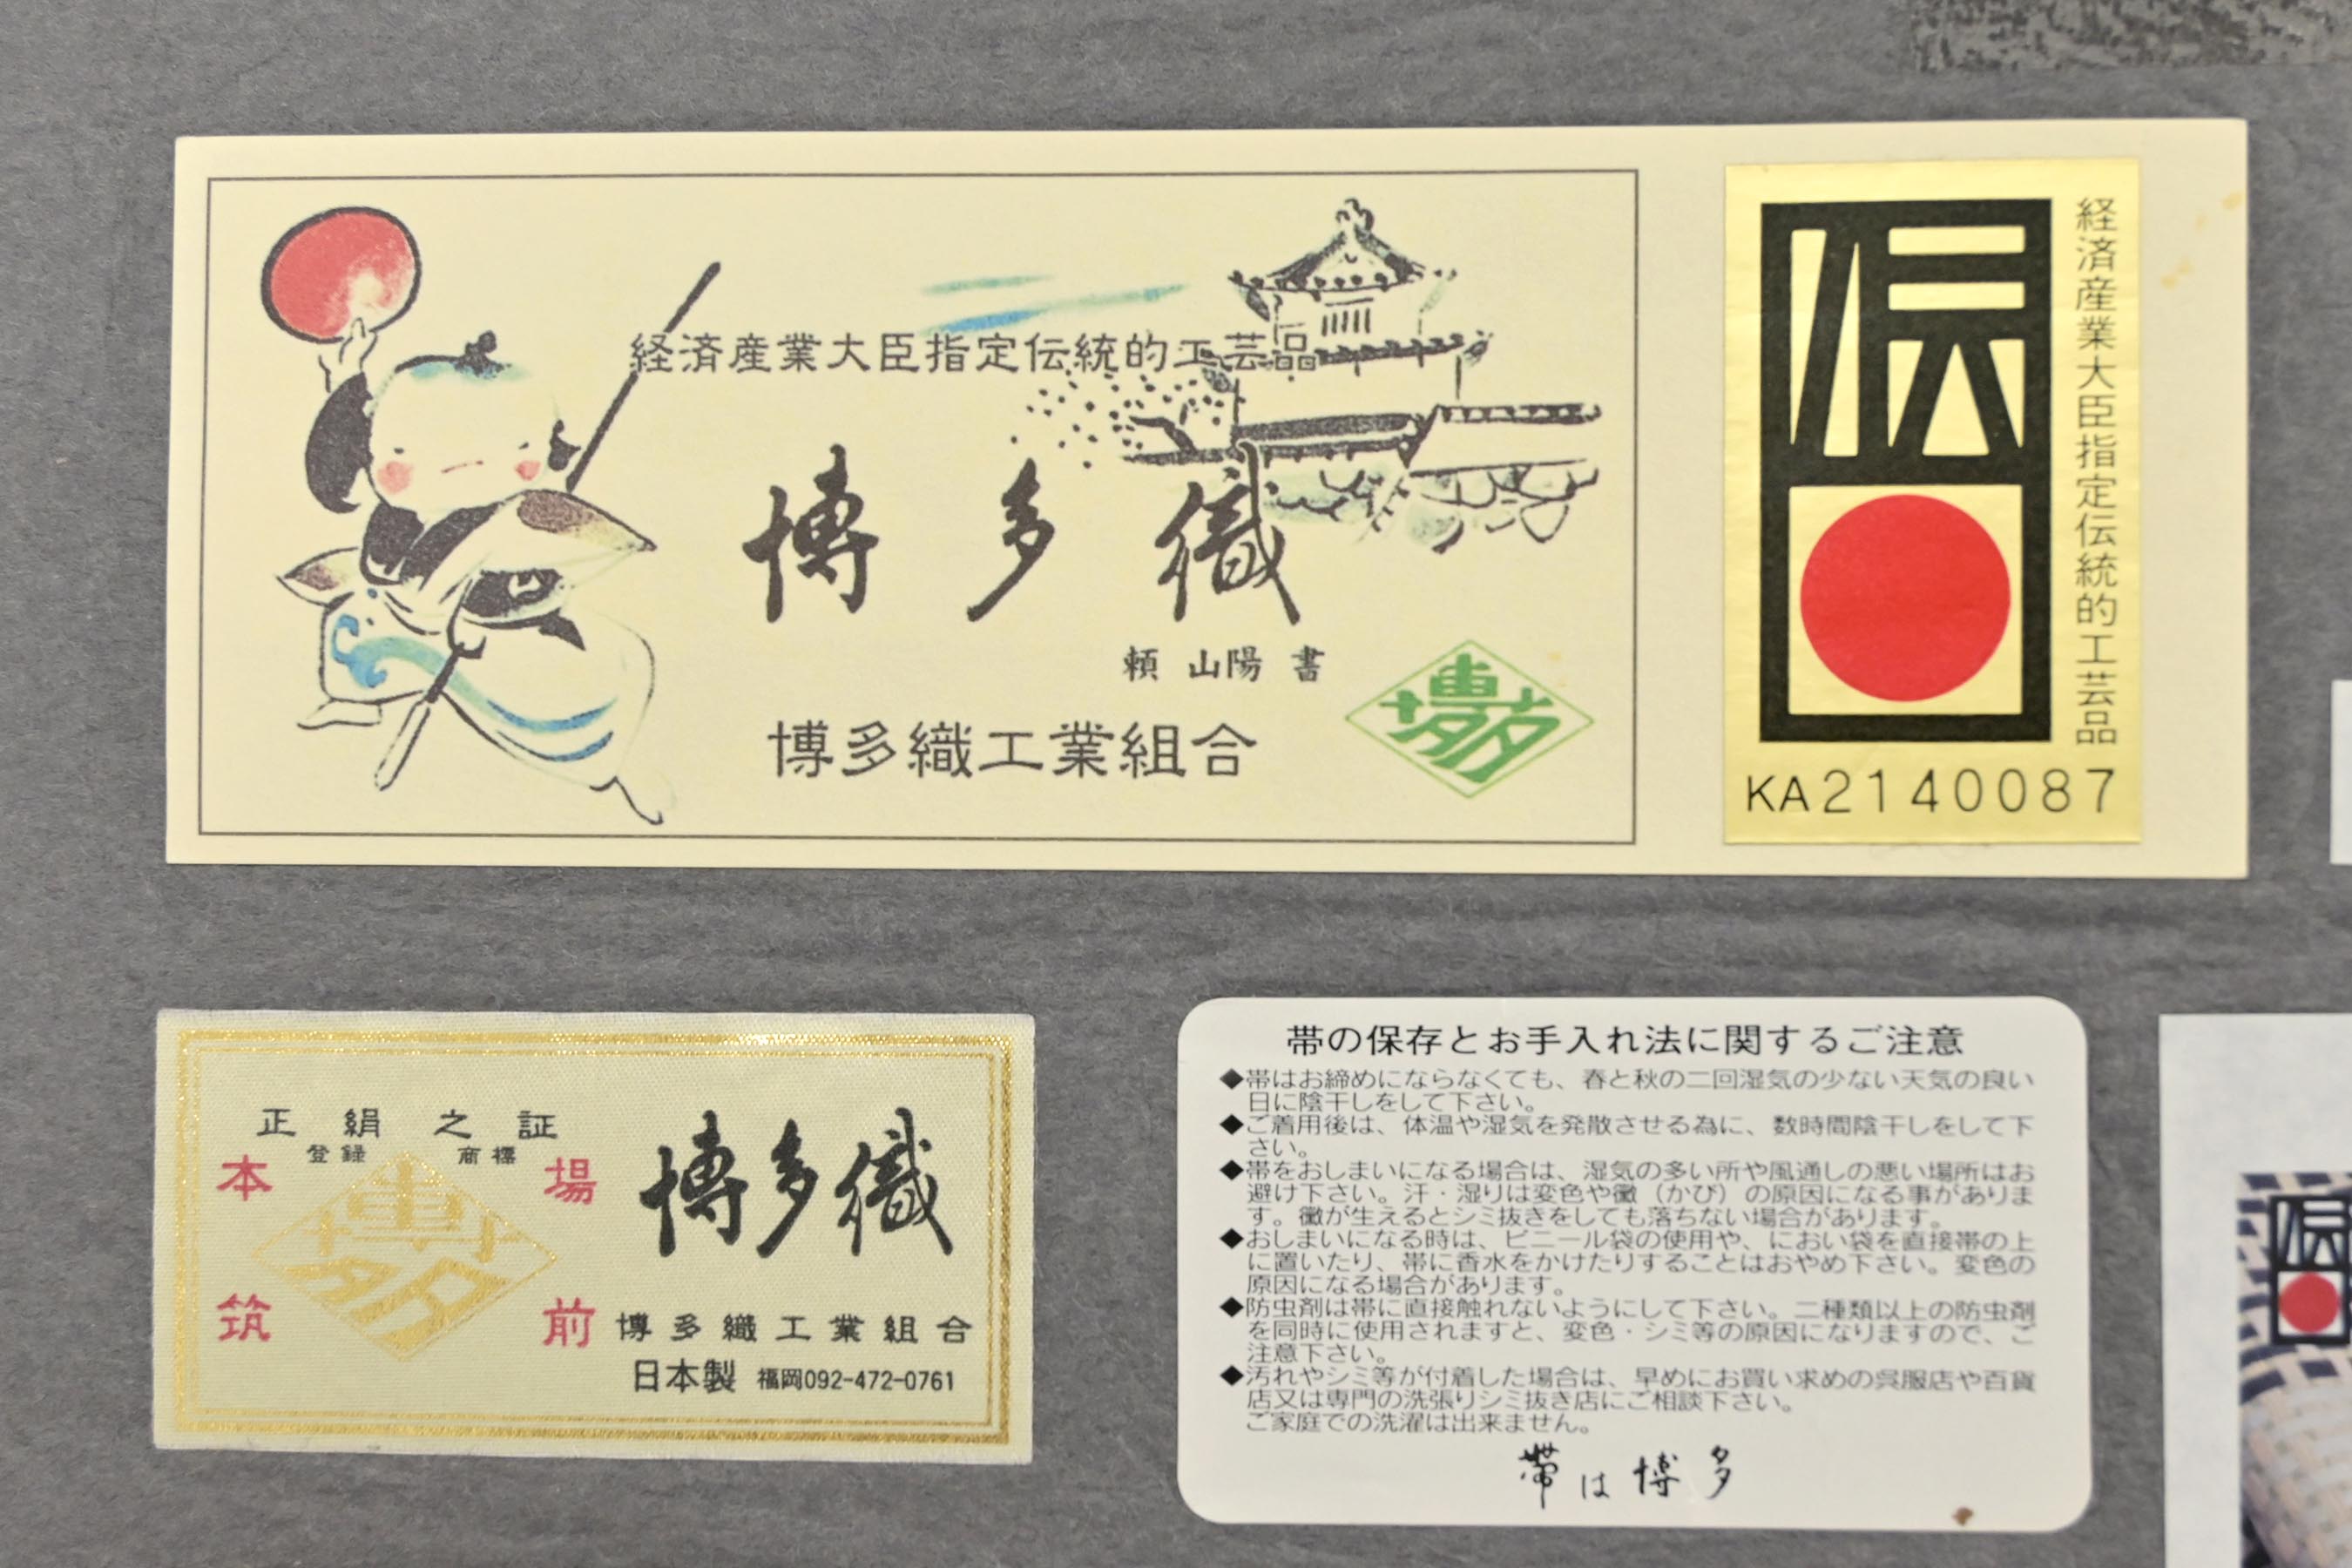 経済産業大臣指定伝統的工芸品
博多織
頼 山陽 書
博多織工業組合
博多
伝
経済産業大臣指定伝統的工芸品
KA2140087
正絹之証
登録 商標
本場
筑前
博多
博多織
博多織工業組合
日本製 福岡092-472-0761
帯の保存とお手入れ法に関するご注意
◆帯はお締めにならなくても、春と秋の二回湿気の少ない天気の良い
日に陰干しをして下さい。
◆ご着用後は、体温や湿気を発散させる為に、数時間陰干しをして下
さい。
◆帯をおしまいになる場合は、湿気の多い所や風通しの悪い場所はお
避け下さい。汗・湿りは変色や黴（かび）の原因になる事がありま
す。黴が生えるとシミ抜きをしても落ちない場合があります。
◆おしまいになる時は、ビニール袋の使用や、におい袋を直接帯の上
に置いたり、帯に香水をかけたりすることはおやめ下さい。変色の
原因になる場合があります。
◆防虫剤は帯に直接触れないようにして下さい。二種類以上の防虫剤
を同時に使用されますと、変色・シミ等の原因になりますので、ご
注意下さい。
◆汚れやシミ等が付着した場合は、早めにお買い求めの呉服店や百貨
店又は専門の洗張りシミ抜き店にご相談下さい。
ご家庭での洗濯は出来ません。
帯は博多
伝